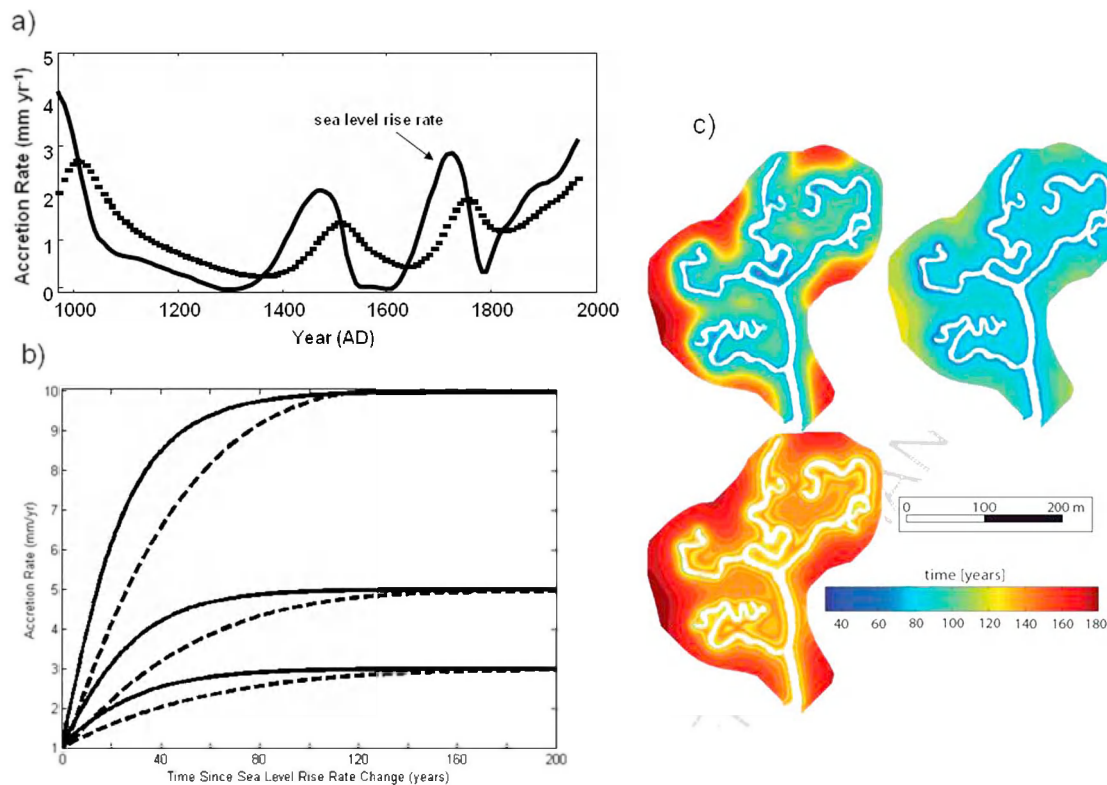 a)
5
4
3
2
1
0
Accretion Rate (mm yr⁻¹)
sea level rise rate
1000 1200 1400 1600 1800 2000
Year (AD)
b)
10
9
8
7
6
5
4
3
2
1
Accretion Rate (mm/yr)
0 40 80 120 160 200
Time Since Sea Level Rise Rate Change (years)
c)
0 100 200 m
time [years]
40 60 80 100 120 140 160 180